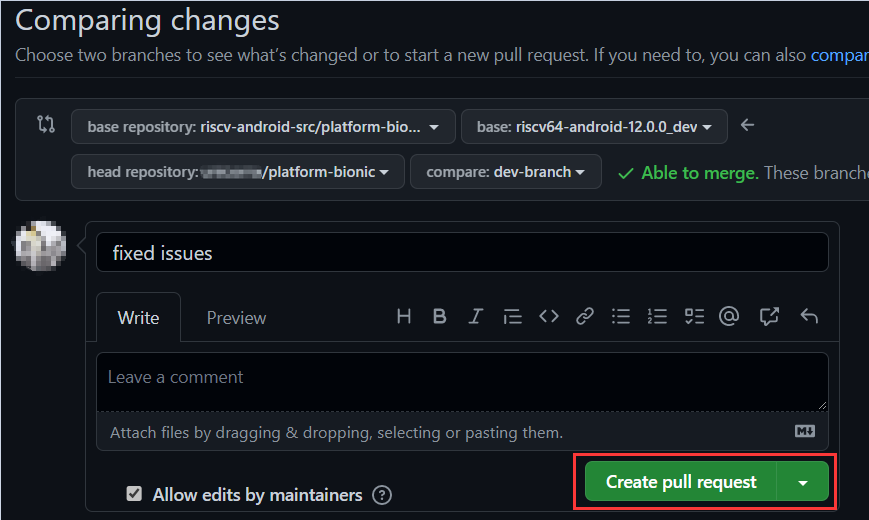 Comparing changes
Choose two branches to see what's changed or to start a new pull request. If you need to, you can also compar
base repository: riscv-android-src/platform-bio... base: riscv64-android-12.0.0_dev
head repository: /platform-bionic compare: dev-branch Able to merge. These branche
fixed issues
Write Preview
Leave a comment
Attach files by dragging & dropping, selecting or pasting them.
Create pull request
Allow edits by maintainers